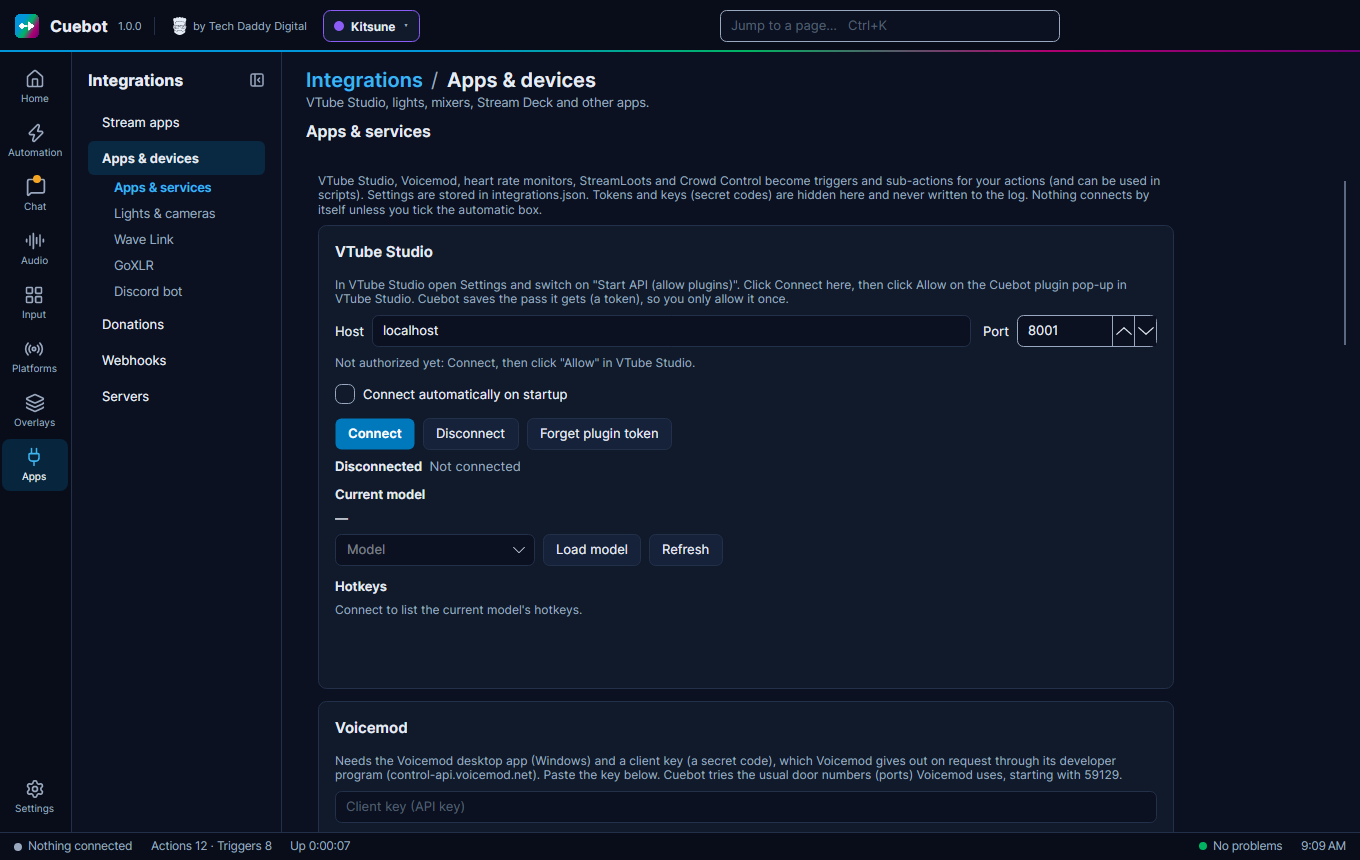 Cuebot 1.0.0 by Tech Daddy Digital Kitsune Jump to a page... Ctrl+K
Home
Automation
Chat
Audio
Input
Platforms
Overlays
Apps
Settings
Integrations
Stream apps
Apps & devices
Apps & services
Lights & cameras
Wave Link
GoXLR
Discord bot
Donations
Webhooks
Servers
Integrations / Apps & devices
VTube Studio, lights, mixers, Stream Deck and other apps.
Apps & services
VTube Studio, Voicemod, heart rate monitors, StreamLoots and Crowd Control become triggers and sub-actions for your actions (and can be used in
scripts). Settings are stored in integrations.json. Tokens and keys (secret codes) are hidden here and never written to the log. Nothing connects by
itself unless you tick the automatic box.
VTube Studio
In VTube Studio open Settings and switch on "Start API (allow plugins)". Click Connect here, then click Allow on the Cuebot plugin pop-up in
VTube Studio. Cuebot saves the pass it gets (a token), so you only allow it once.
Host localhost Port 8001
Not authorized yet: Connect, then click "Allow" in VTube Studio.
Connect automatically on startup
Connect Disconnect Forget plugin token
Disconnected Not connected
Current model
—
Model Load model Refresh
Hotkeys
Connect to list the current model's hotkeys.
Voicemod
Needs the Voicemod desktop app (Windows) and a client key (a secret code), which Voicemod gives out on request through its developer
program (control-api.voicemod.net). Paste the key below. Cuebot tries the usual door numbers (ports) Voicemod uses, starting with 59129.
Client key (API key)
Nothing connected Actions 12 · Triggers 8 Up 0:00:07 No problems 9:09 AM